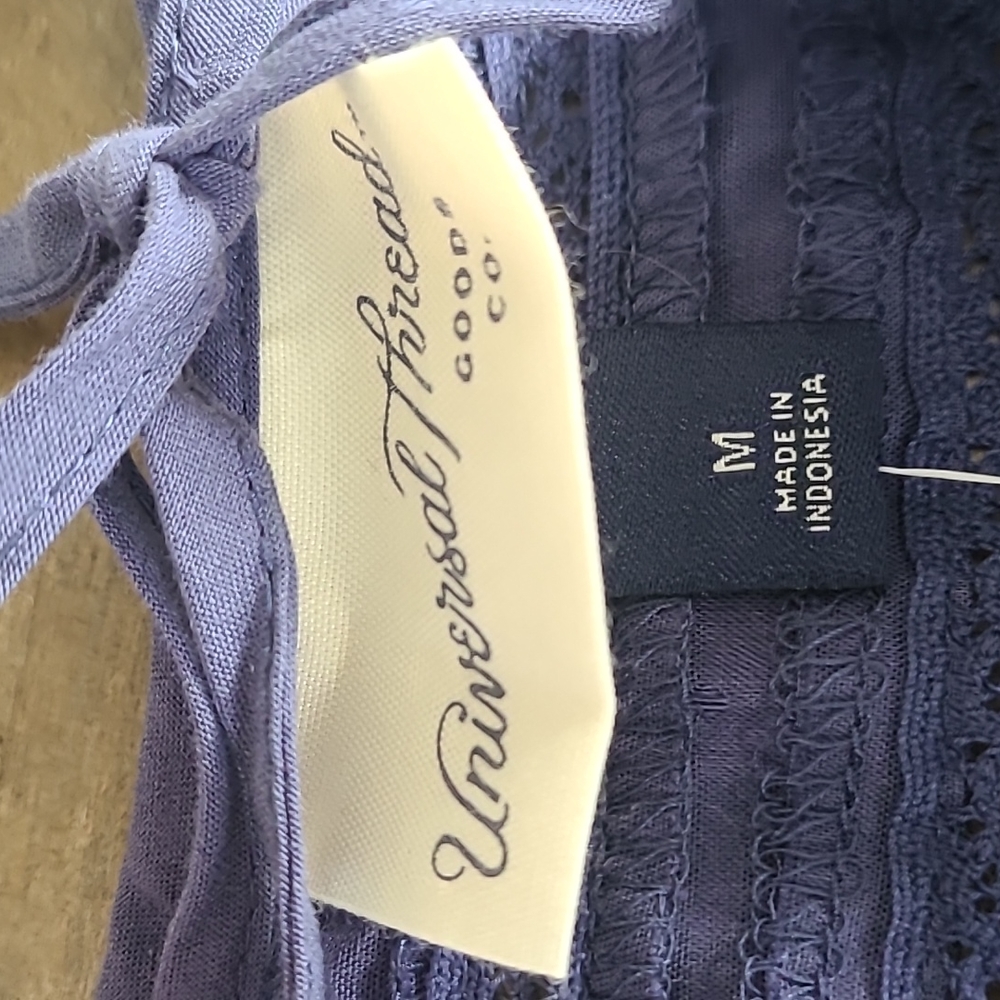 Universal Thread
GOODS
CO.
M
MADE IN
INDONESIA